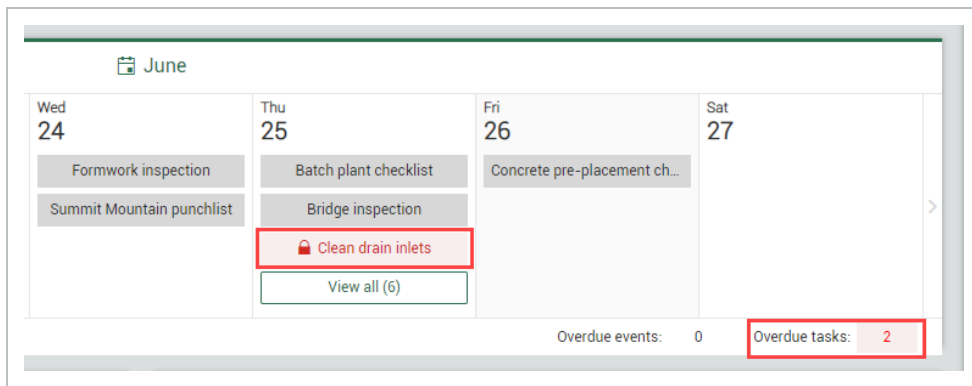 June
Wed
24
Thu
25
Fri
26
Sat
27
Formwork inspection
Batch plant checklist
Concrete pre-placement ch...
Summit Mountain punchlist
Bridge inspection
Clean drain inlets
View all (6)
Overdue events: 0
Overdue tasks: 2